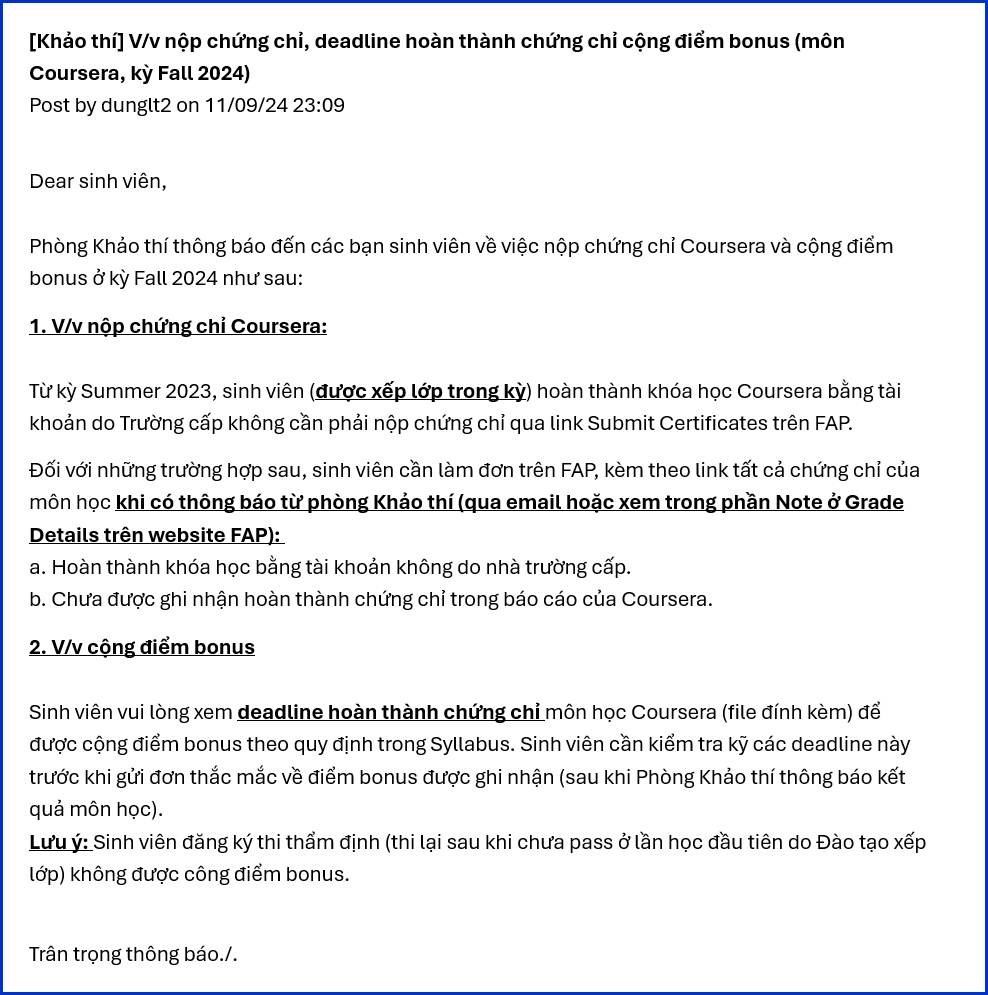 [Khảo thí] V/v nộp chứng chỉ, deadline hoàn thành chứng chỉ cộng điểm bonus (môn
Coursera, kỳ Fall 2024)
Post by dunglt2 on 11/09/24 23:09
Dear sinh viên,
Phòng Khảo thí thông báo đến các bạn sinh viên về việc nộp chứng chỉ Coursera và cộng điểm
bonus ở kỳ Fall 2024 như sau:
1. V/v nộp chứng chỉ Coursera:
Từ kỳ Summer 2023, sinh viên (được xếp lớp trong kỳ) hoàn thành khóa học Coursera bằng tài
khoản do Trường cấp không cần phải nộp chứng chỉ qua link Submit Certificates trên FAP.
Đối với những trường hợp sau, sinh viên cần làm đơn trên FAP, kèm theo link tất cả chứng chỉ của
môn học khi có thông báo từ phòng Khảo thí (qua email hoặc xem trong phần Note ở Grade
Details trên website FAP):
a. Hoàn thành khóa học bằng tài khoản không do nhà trường cấp.
b. Chưa được ghi nhận hoàn thành chứng chỉ trong báo cáo của Coursera.
2. V/v cộng điểm bonus
Sinh viên vui lòng xem deadline hoàn thành chứng chỉ môn học Coursera (file đính kèm) để
được cộng điểm bonus theo quy định trong Syllabus. Sinh viên cần kiểm tra kỹ các deadline này
trước khi gửi đơn thắc mắc về điểm bonus được ghi nhận (sau khi Phòng Khảo thí thông báo kết
quả môn học).
Lưu ý: Sinh viên đăng ký thi thẩm định (thi lại sau khi chưa pass ở lần học đầu tiên do Đào tạo xếp
lớp) không được công điểm bonus.
Trân trọng thông báo./.